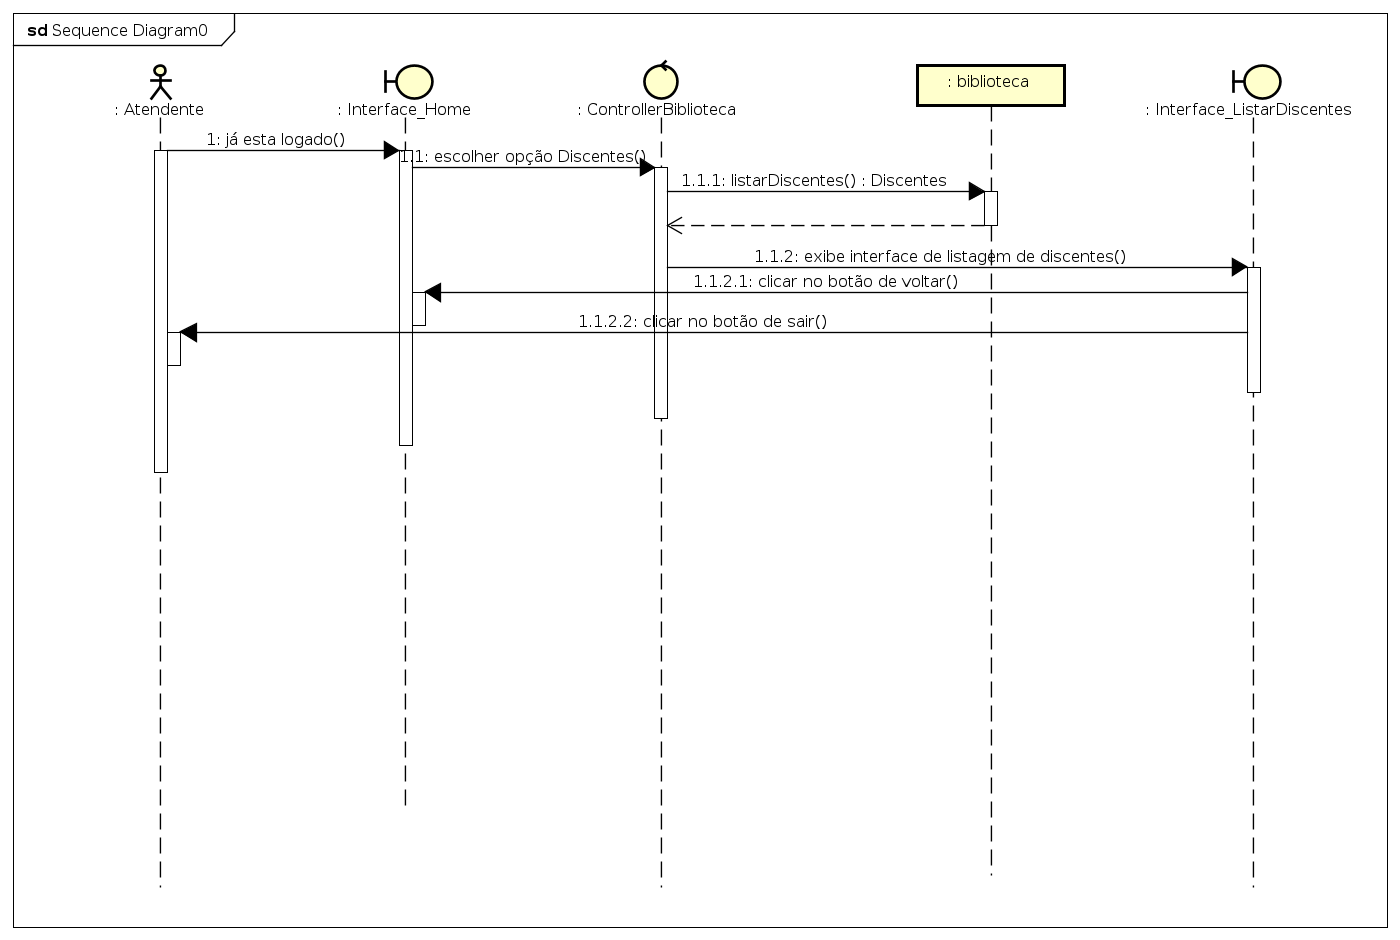 sd Sequence Diagram0
: Atendente
: Interface_Home
: ControllerBiblioteca
: biblioteca
: Interface_ListarDiscentes
1: já esta logado()
1.1: escolher opção Discentes()
1.1.1: listarDiscentes() : Discentes
1.1.2: exibe interface de listagem de discentes()
1.1.2.1: clicar no botão de voltar()
1.1.2.2: clicar no botão de sair()